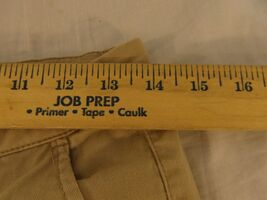 11 12 13 14 15 16
JOB PREP
• Primer • Tape • Caulk